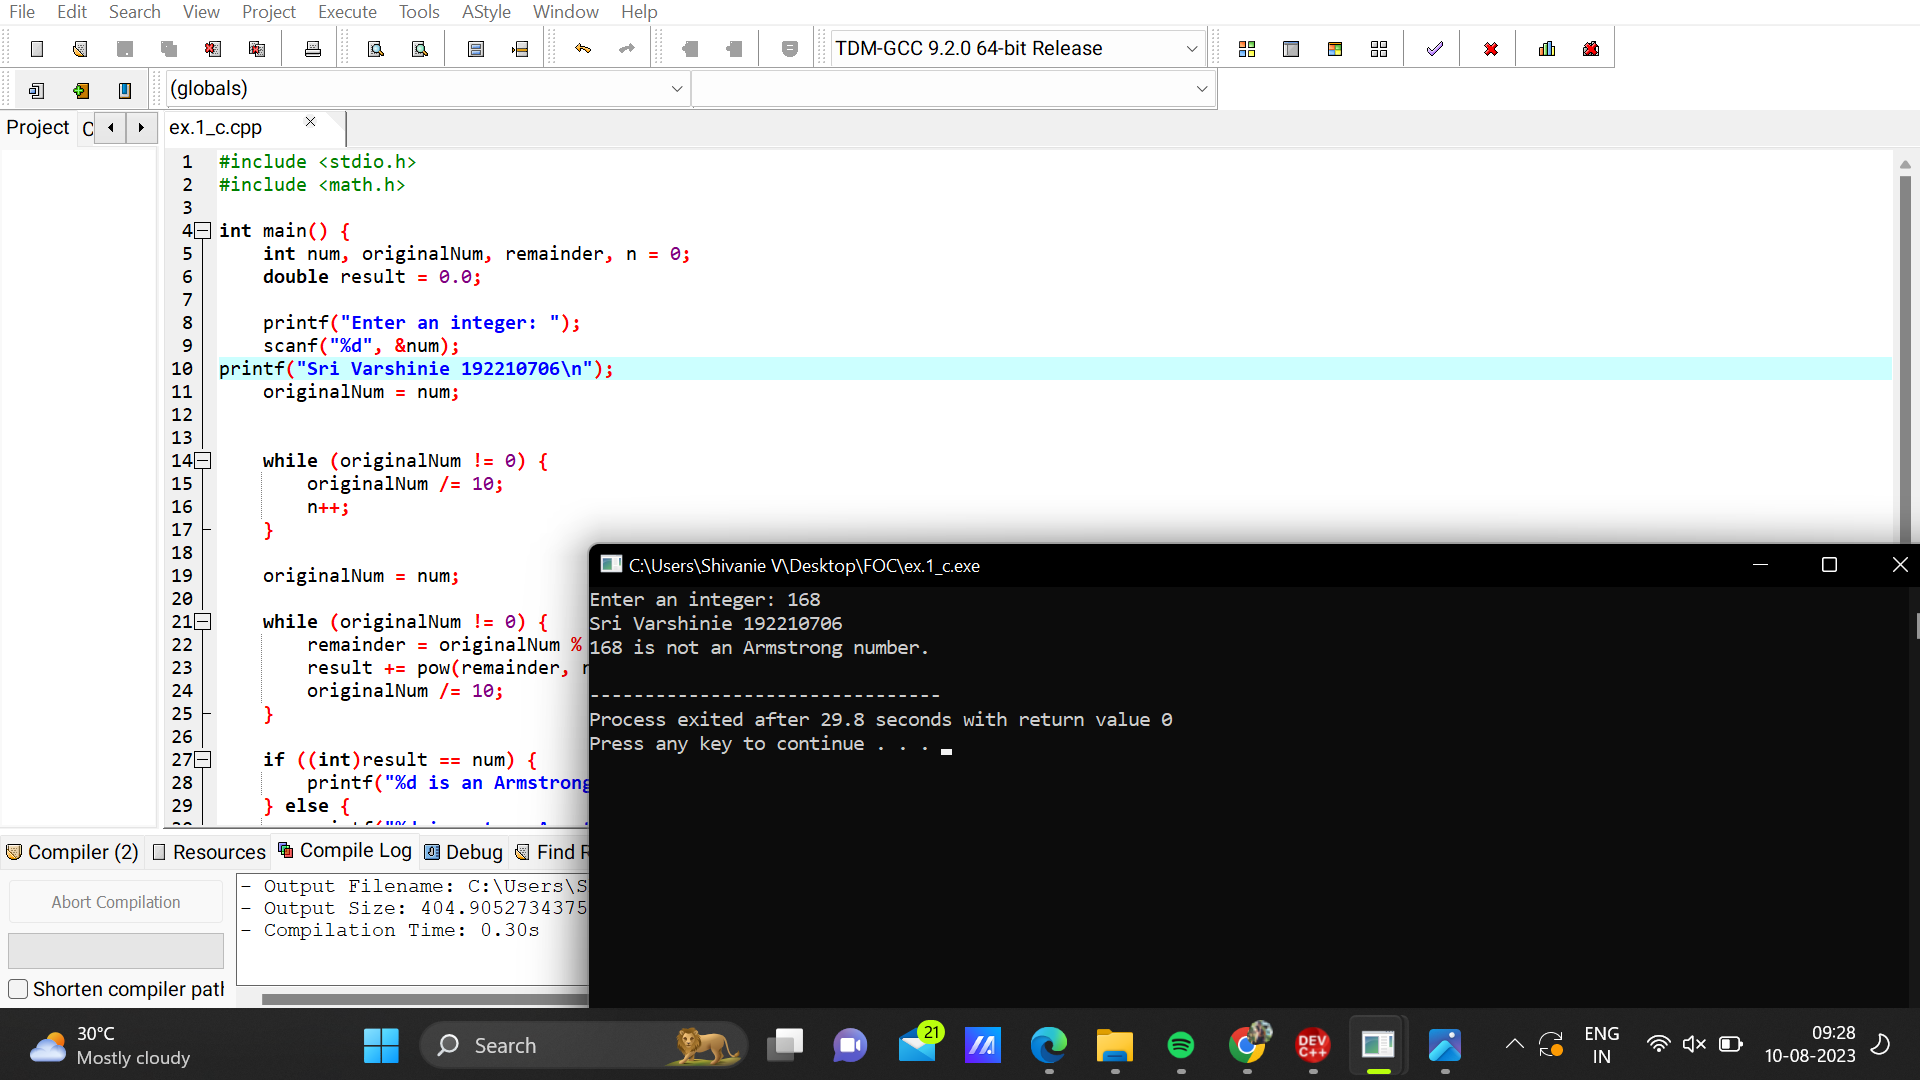 File Edit Search View Project Execute Tools AStyle Window Help
TDM-GCC 9.2.0 64-bit Release
(globals)
Project C
ex.1_c.cpp
1 #include <stdio.h>
2 #include <math.h>
3
4 int main() {
5 int num, originalNum, remainder, n = 0;
6 double result = 0.0;
7
8 printf("Enter an integer: ");
9 scanf("%d", &num);
10 printf("Sri Varshinie 192210706\n");
11 originalNum = num;
12
13
14 while (originalNum != 0) {
15 originalNum /= 10;
16 n++;
17 }
18
19 originalNum = num;
20
21 while (originalNum != 0) {
22 remainder = originalNum %
23 result += pow(remainder,
24 originalNum /= 10;
25 }
26
27 if ((int)result == num) {
28 printf("%d is an Armstrong
29 } else {
C:\Users\Shivanie V\Desktop\FOC\ex.1_c.exe
Enter an integer: 168
Sri Varshinie 192210706
168 is not an Armstrong number.
--------------------------------
Process exited after 29.8 seconds with return value 0
Press any key to continue . . .
Compiler (2) Resources Compile Log Debug Find
Abort Compilation
Shorten compiler path
- Output Filename: C:\Users\S
- Output Size: 404.9052734375
- Compilation Time: 0.30s
30°C
Mostly cloudy
Search
21
DEV
C++
ENG
IN
09:28
10-08-2023